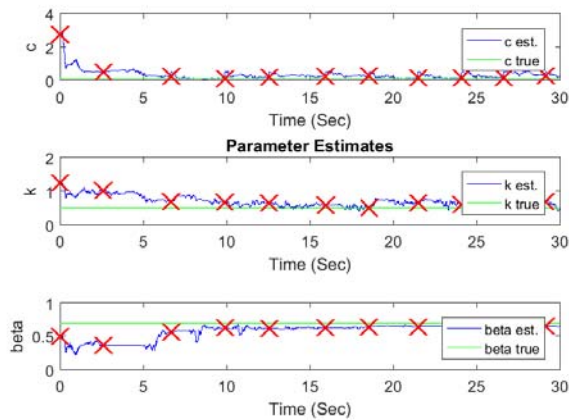 4
2
0
c
c est.
c true
0 5 10 15 20 25 30
Time (Sec)
Parameter Estimates
2
1
0
k
k est.
k true
0 5 10 15 20 25 30
Time (Sec)
1
0.5
0
beta
beta est.
beta true
0 5 10 15 20 25 30
Time (Sec)